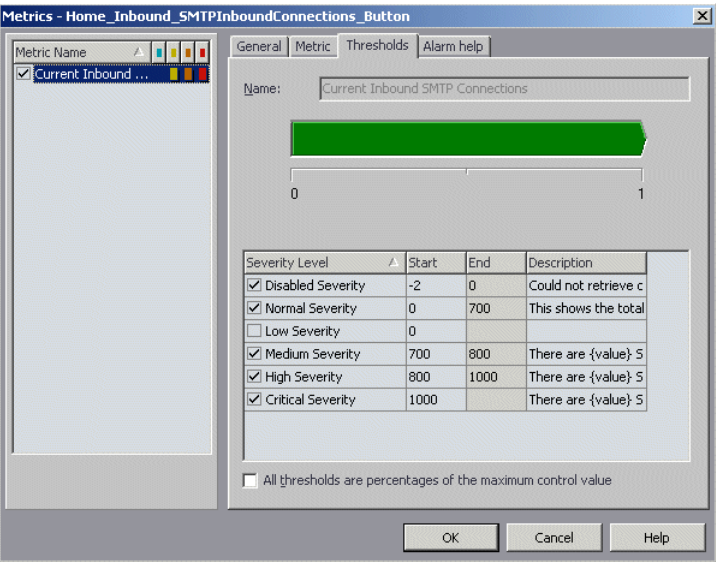 Metrics - Home_Inbound_SMTPInboundConnections_Button
Metric Name
Current Inbound ...
General Metric Thresholds Alarm help
Name: Current Inbound SMTP Connections
0 1
Severity Level Start End Description
Disabled Severity -2 0 Could not retrieve c
Normal Severity 0 700 This shows the total
Low Severity 0
Medium Severity 700 800 There are {value} S
High Severity 800 1000 There are {value} S
Critical Severity 1000 There are {value} S
All thresholds are percentages of the maximum control value
OK Cancel Help